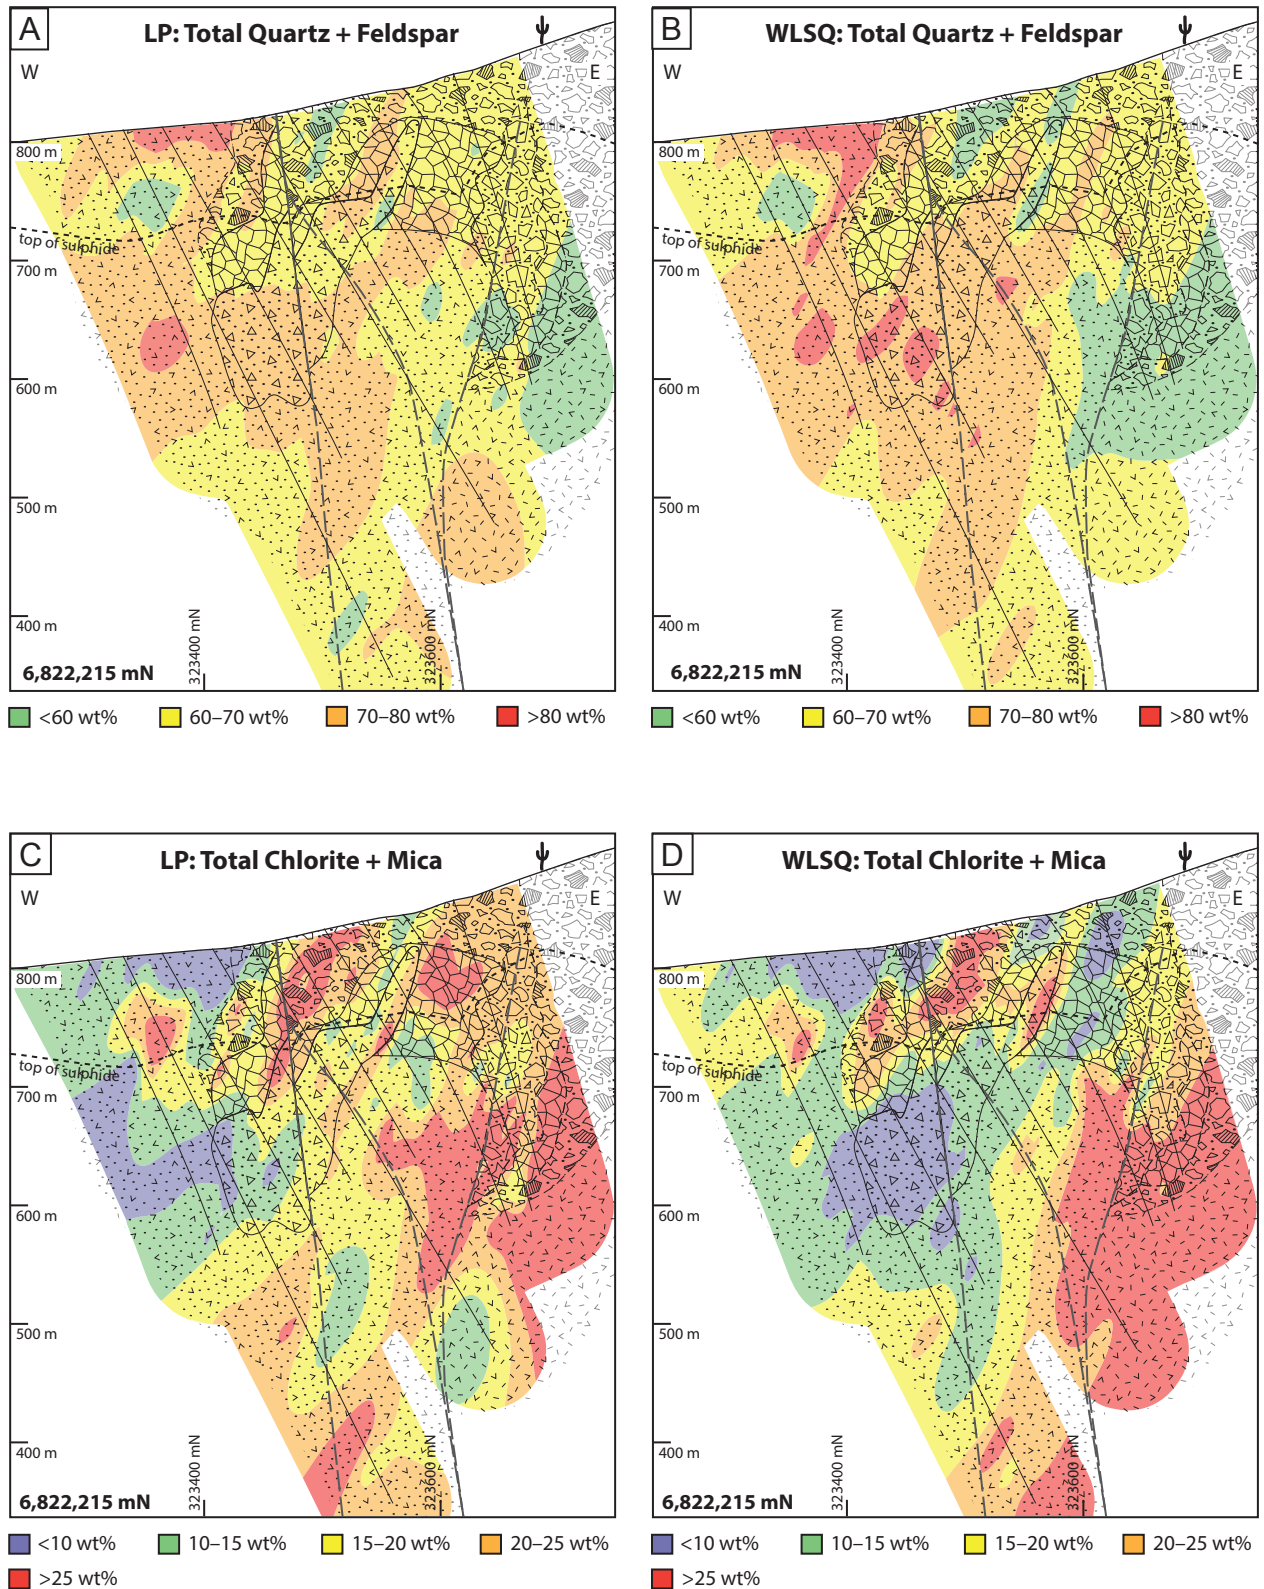 A
LP: Total Quartz + Feldspar
W
E
800 m
top of sulphide
700 m
600 m
500 m
400 m
323400 mN
323600 mN
6,822,215 mN
<60 wt%
60–70 wt%
70–80 wt%
>80 wt%
B
WLSQ: Total Quartz + Feldspar
W
E
800 m
top of sulphide
700 m
600 m
500 m
400 m
323400 mN
323600 mN
6,822,215 mN
<60 wt%
60–70 wt%
70–80 wt%
>80 wt%
C
LP: Total Chlorite + Mica
W
E
800 m
top of sulphide
700 m
600 m
500 m
400 m
323400 mN
323600 mN
6,822,215 mN
<10 wt%
10–15 wt%
15–20 wt%
20–25 wt%
>25 wt%
D
WLSQ: Total Chlorite + Mica
W
E
800 m
top of sulphide
700 m
600 m
500 m
400 m
323400 mN
323600 mN
6,822,215 mN
<10 wt%
10–15 wt%
15–20 wt%
20–25 wt%
>25 wt%